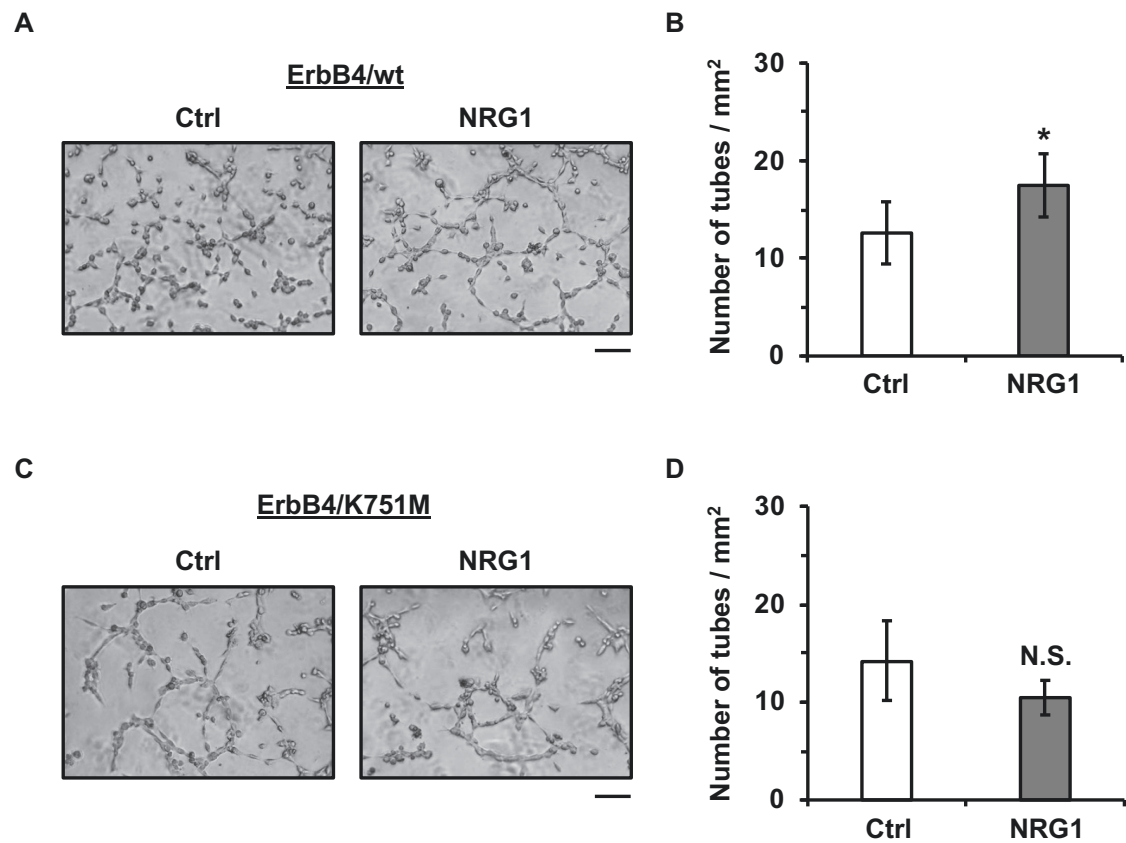 A
ErbB4/wt
Ctrl NRG1
B
Number of tubes / mm²
30
20
10
0
*
Ctrl NRG1
C
ErbB4/K751M
Ctrl NRG1
D
Number of tubes / mm²
30
20
10
0
N.S.
Ctrl NRG1